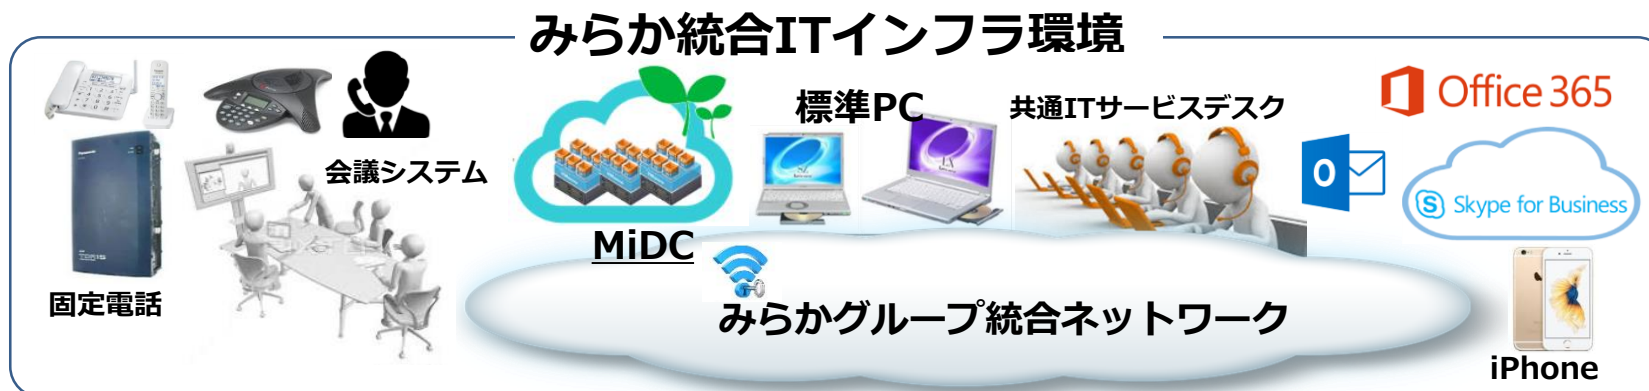 みらか統合ITインフラ環境
会議システム
固定電話
MiDC
標準PC
共通ITサービスデスク
Office 365
Skype for Business
みらかグループ統合ネットワーク
iPhone